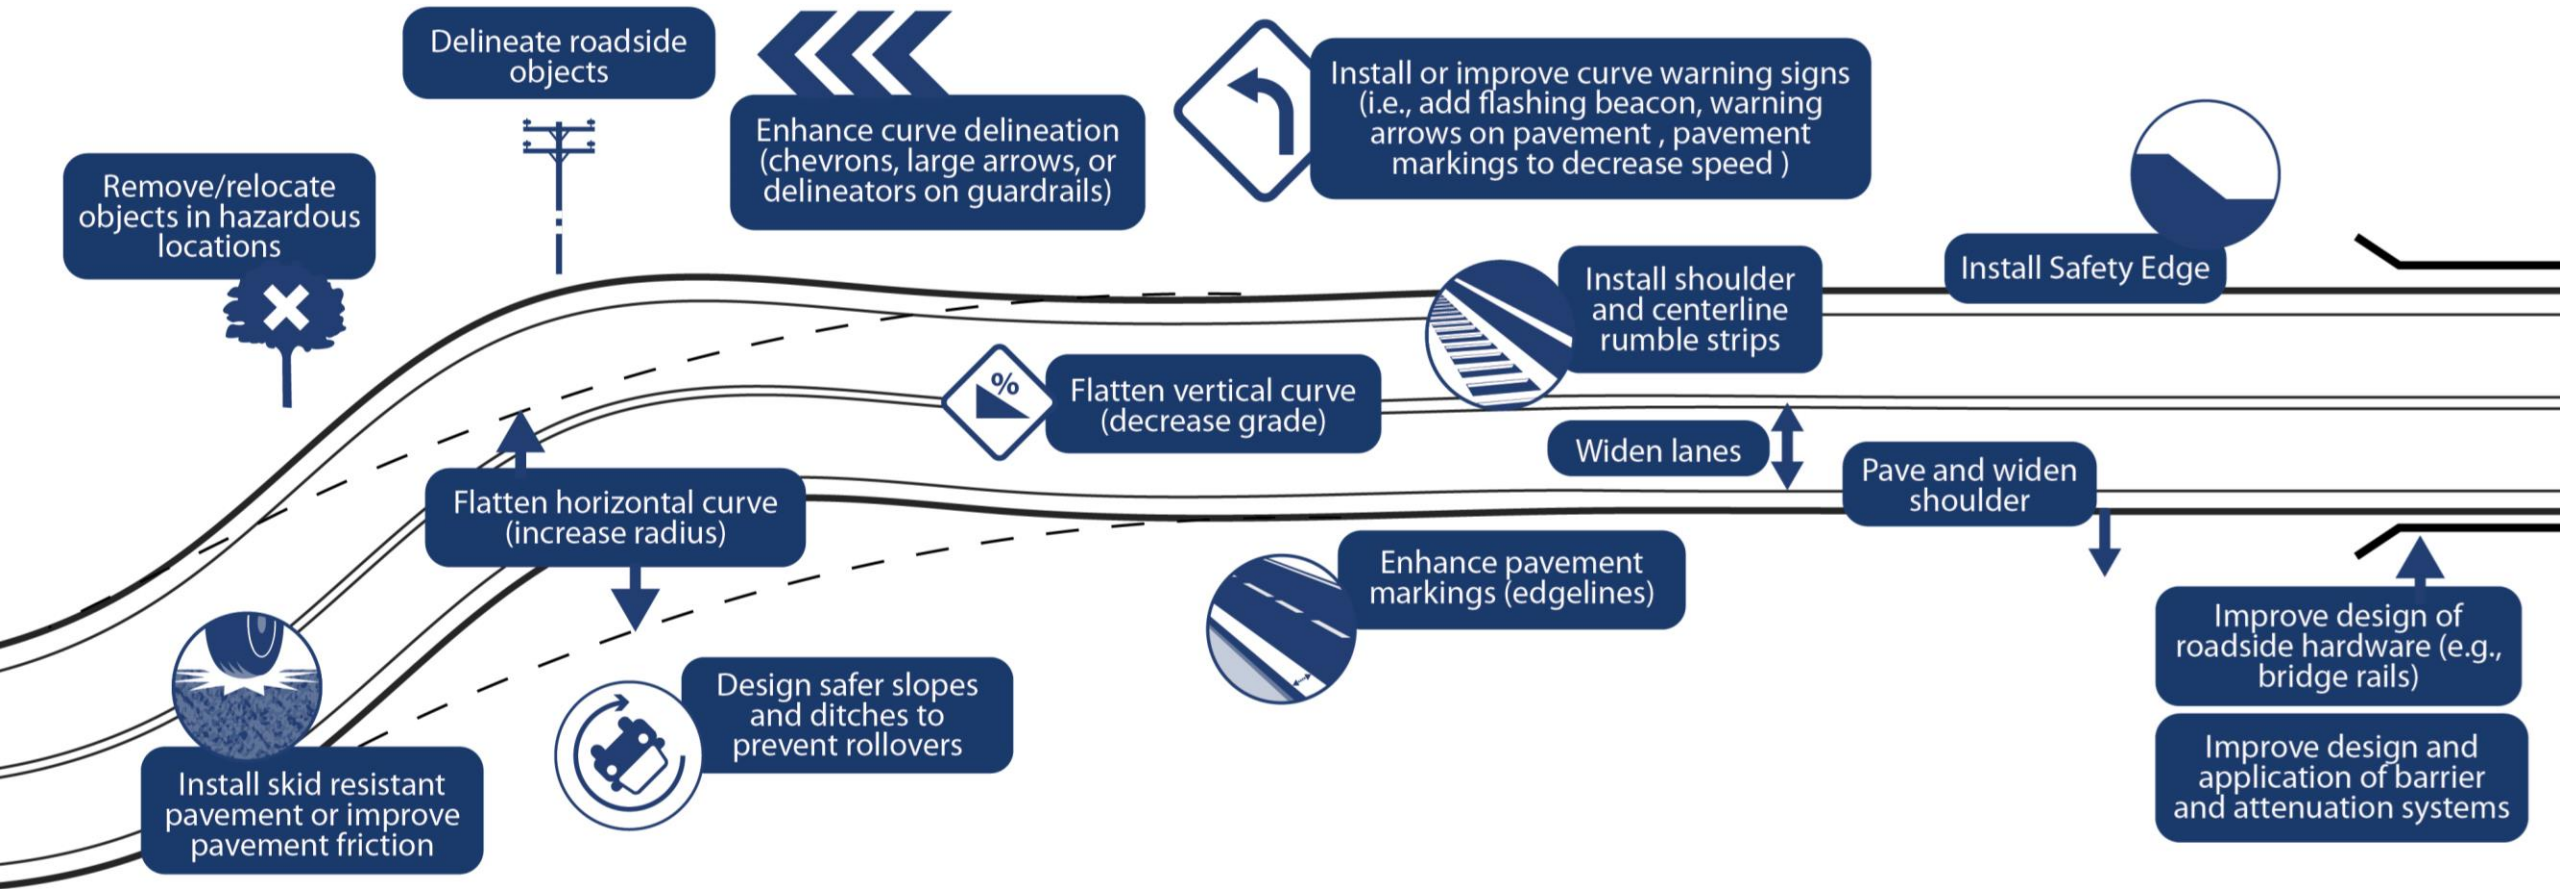 Delineate roadside
objects
Enhance curve delineation
(chevrons, large arrows, or
delineators on guardrails)
Install or improve curve warning signs
(i.e., add flashing beacon, warning
arrows on pavement , pavement
markings to decrease speed )
Remove/relocate
objects in hazardous
locations
Install shoulder
and centerline
rumble strips
Install Safety Edge
%
Flatten vertical curve
(decrease grade)
Widen lanes
Pave and widen
shoulder
Flatten horizontal curve
(increase radius)
Enhance pavement
markings (edgelines)
Improve design of
roadside hardware (e.g.,
bridge rails)
Design safer slopes
and ditches to
prevent rollovers
Install skid resistant
pavement or improve
pavement friction
Improve design and
application of barrier
and attenuation systems